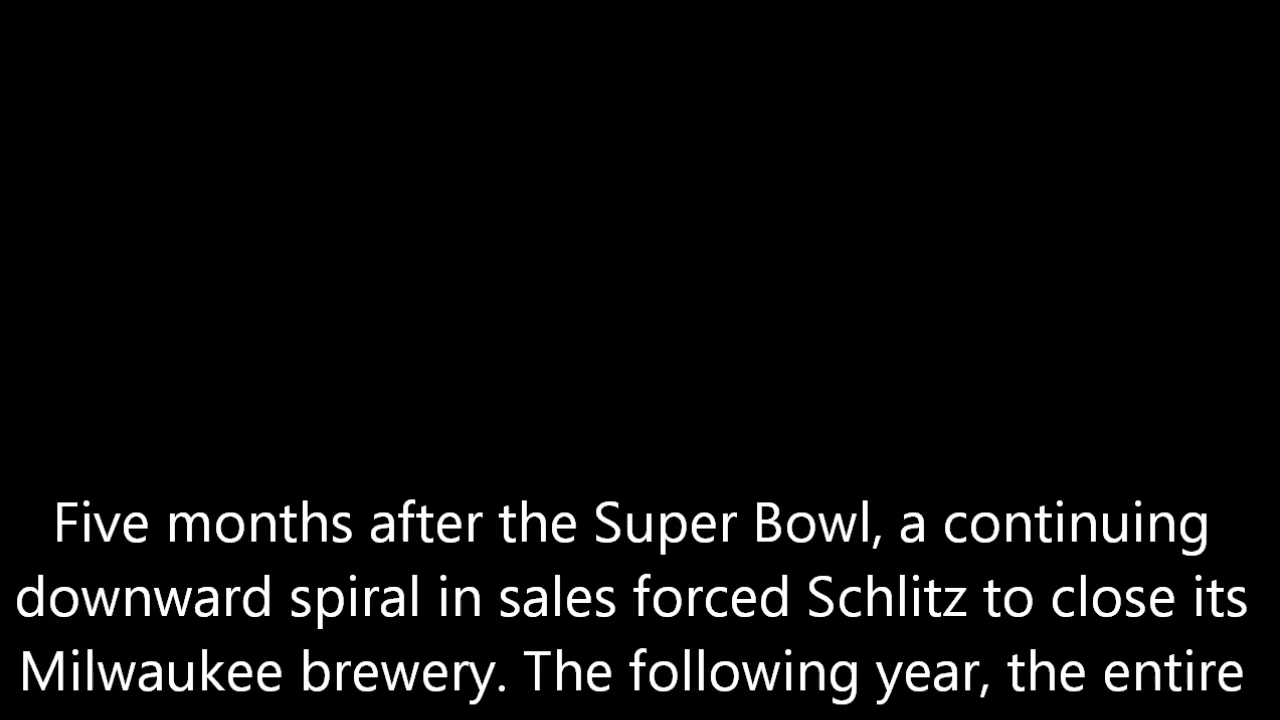 Five months after the Super Bowl, a continuing
downward spiral in sales forced Schlitz to close its
Milwaukee brewery. The following year, the entire